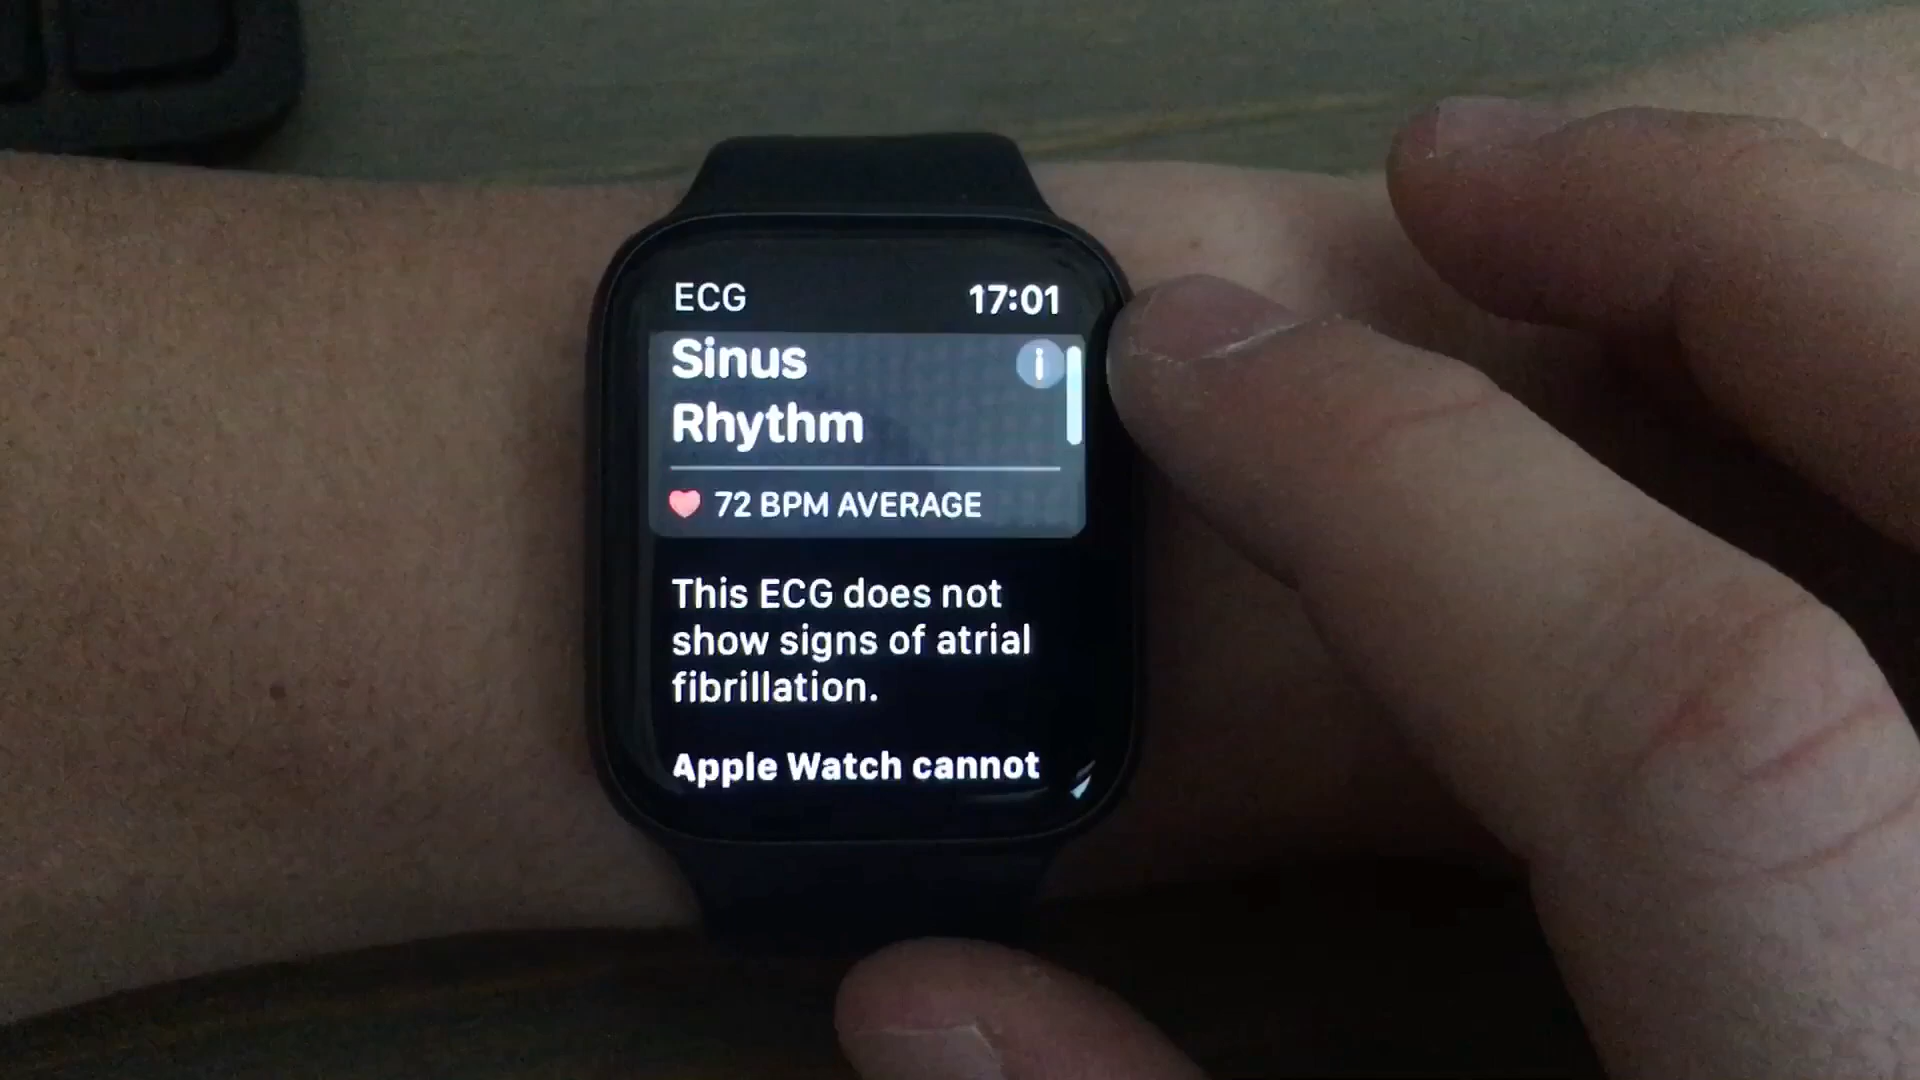 ECG 17:01
Sinus
Rhythm
72 BPM AVERAGE
This ECG does not
show signs of atrial
fibrillation.
Apple Watch cannot